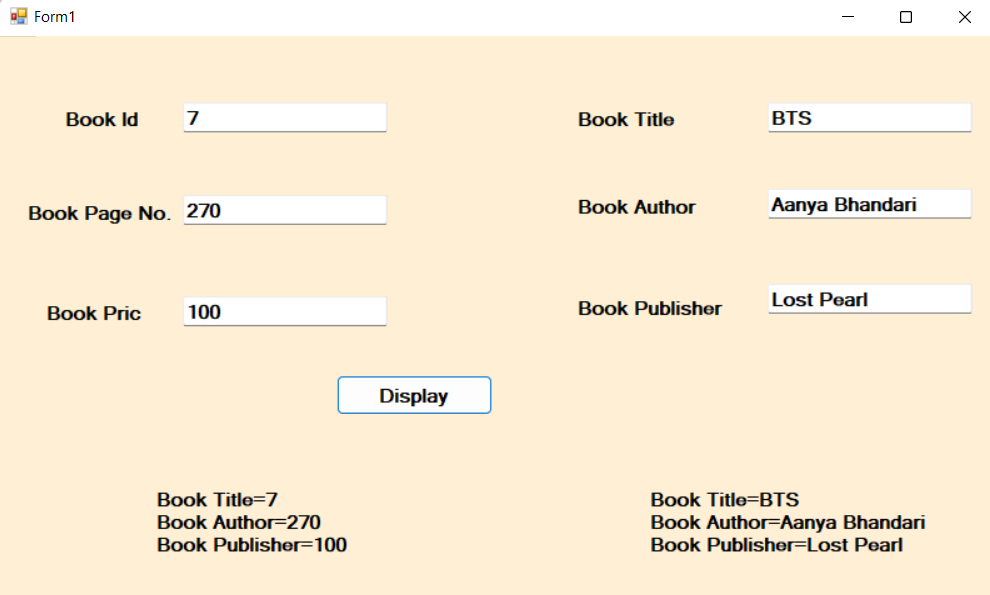 Form1
Book Id 7
Book Title BTS
Book Page No. 270
Book Author Aanya Bhandari
Book Pric 100
Book Publisher Lost Pearl
Display
Book Title=7
Book Author=270
Book Publisher=100
Book Title=BTS
Book Author=Aanya Bhandari
Book Publisher=Lost Pearl